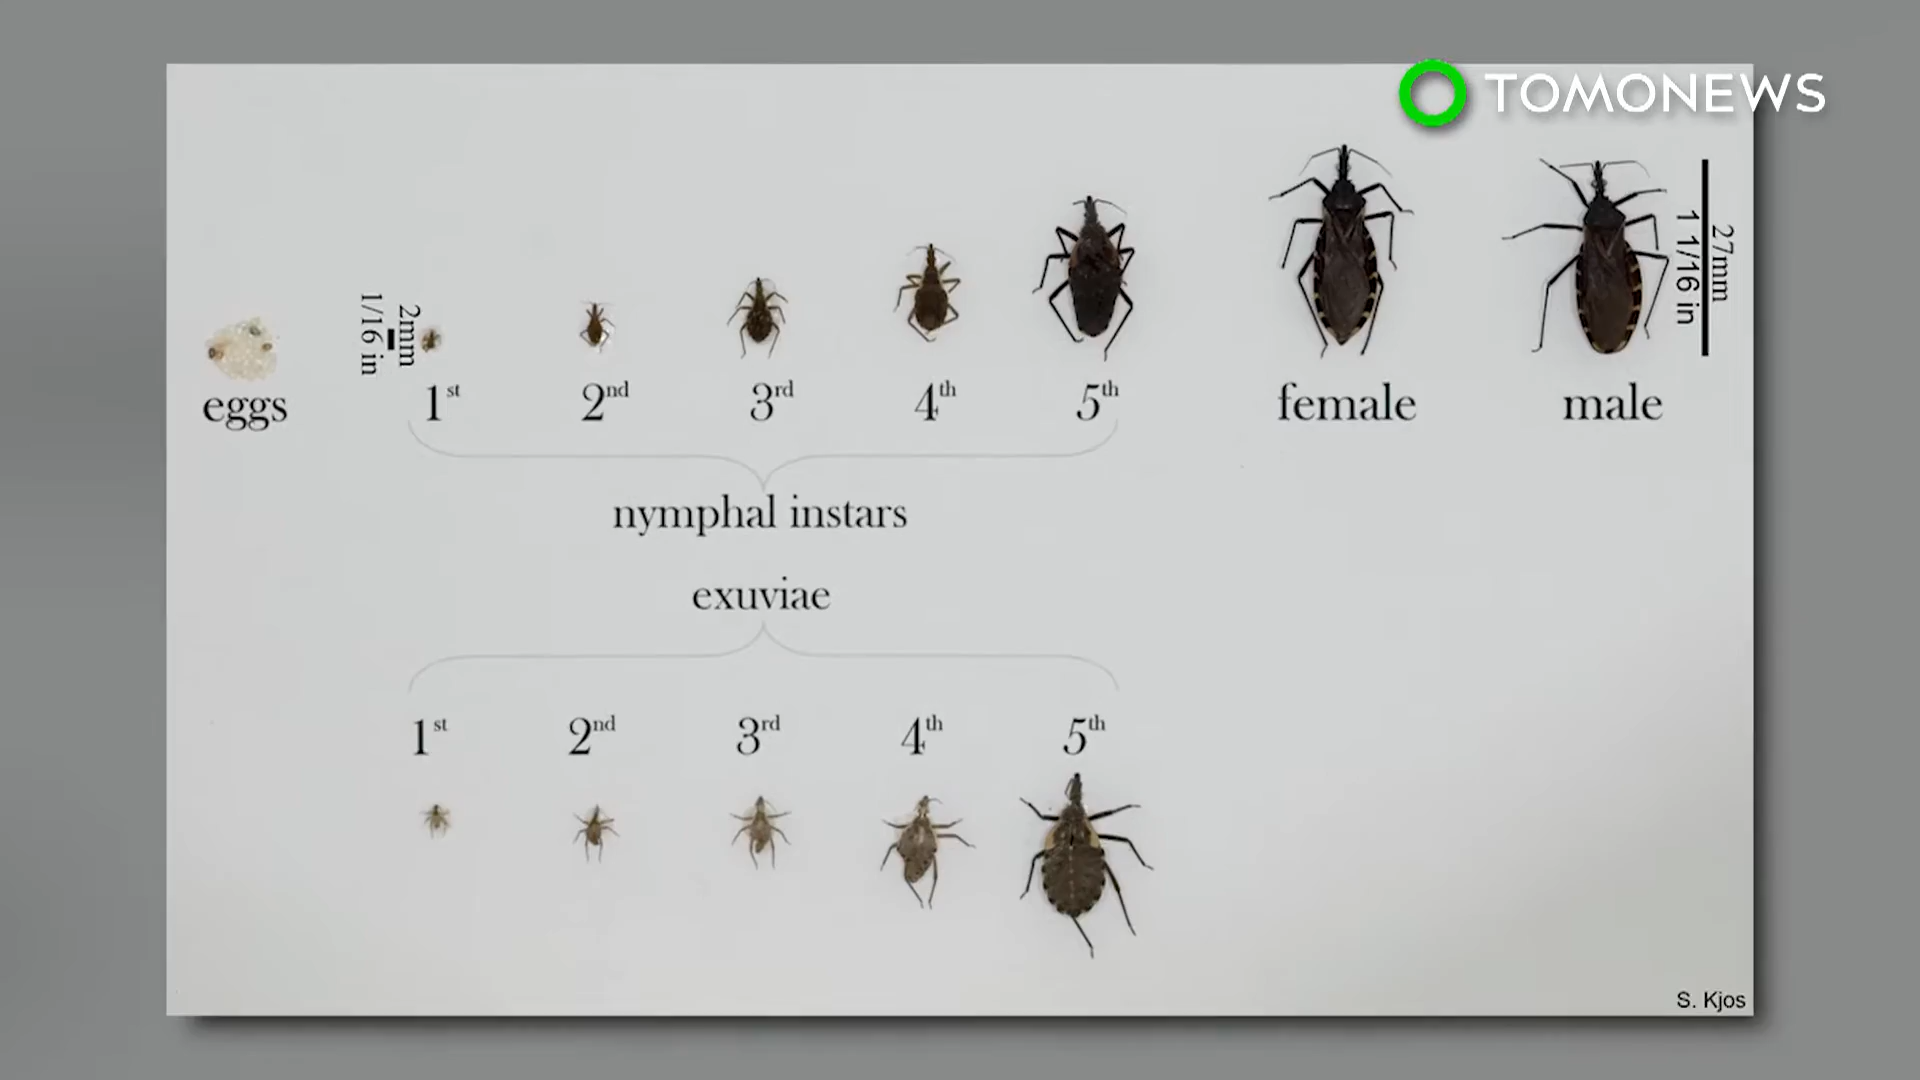 TOMONEWS
2mm
1/16 in
27mm
1 1/16 in
eggs
1st
2nd
3rd
4th
5th
female
male
nymphal instars
exuviae
1st
2nd
3rd
4th
5th
S. Kjos